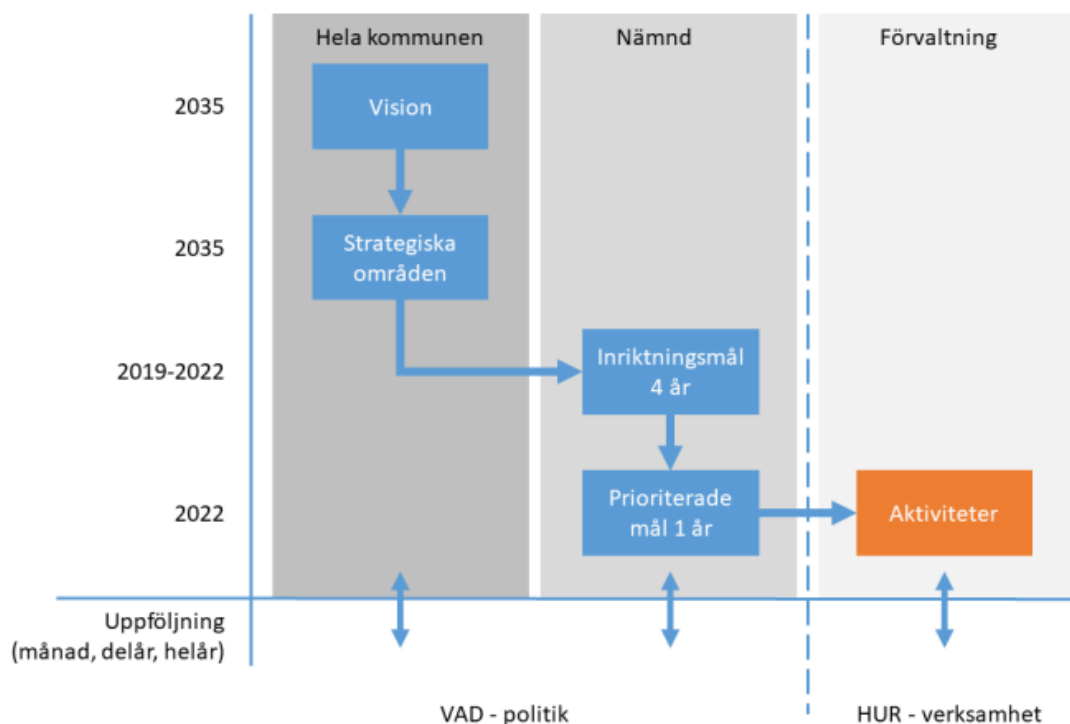 Hela kommunen
Nämnd
Förvaltning
2035
Vision
2035
Strategiska
områden
2019-2022
Inriktningsmål
4 år
2022
Prioriterade
mål 1 år
Aktiviteter
Uppföljning
(månad, delår, helår)
VAD - politik
HUR - verksamhet